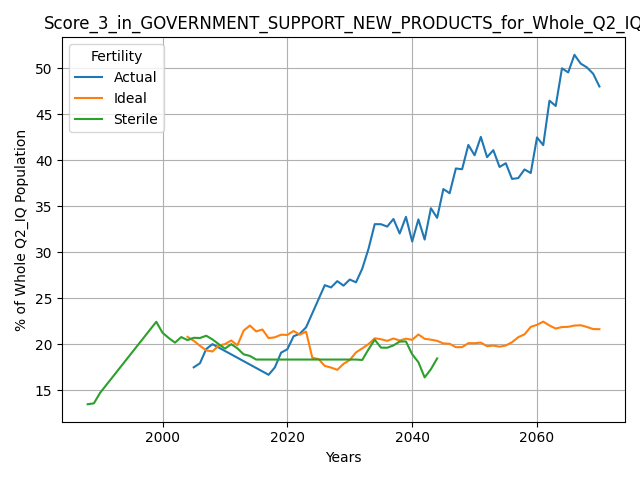 Score_3_in_GOVERNMENT_SUPPORT_NEW_PRODUCTS_for_Whole_Q2_IQ
Fertility
Actual
Ideal
Sterile
50
45
40
35
30
25
20
15
% of Whole Q2_IQ Population
2000 2020 2040 2060
Years